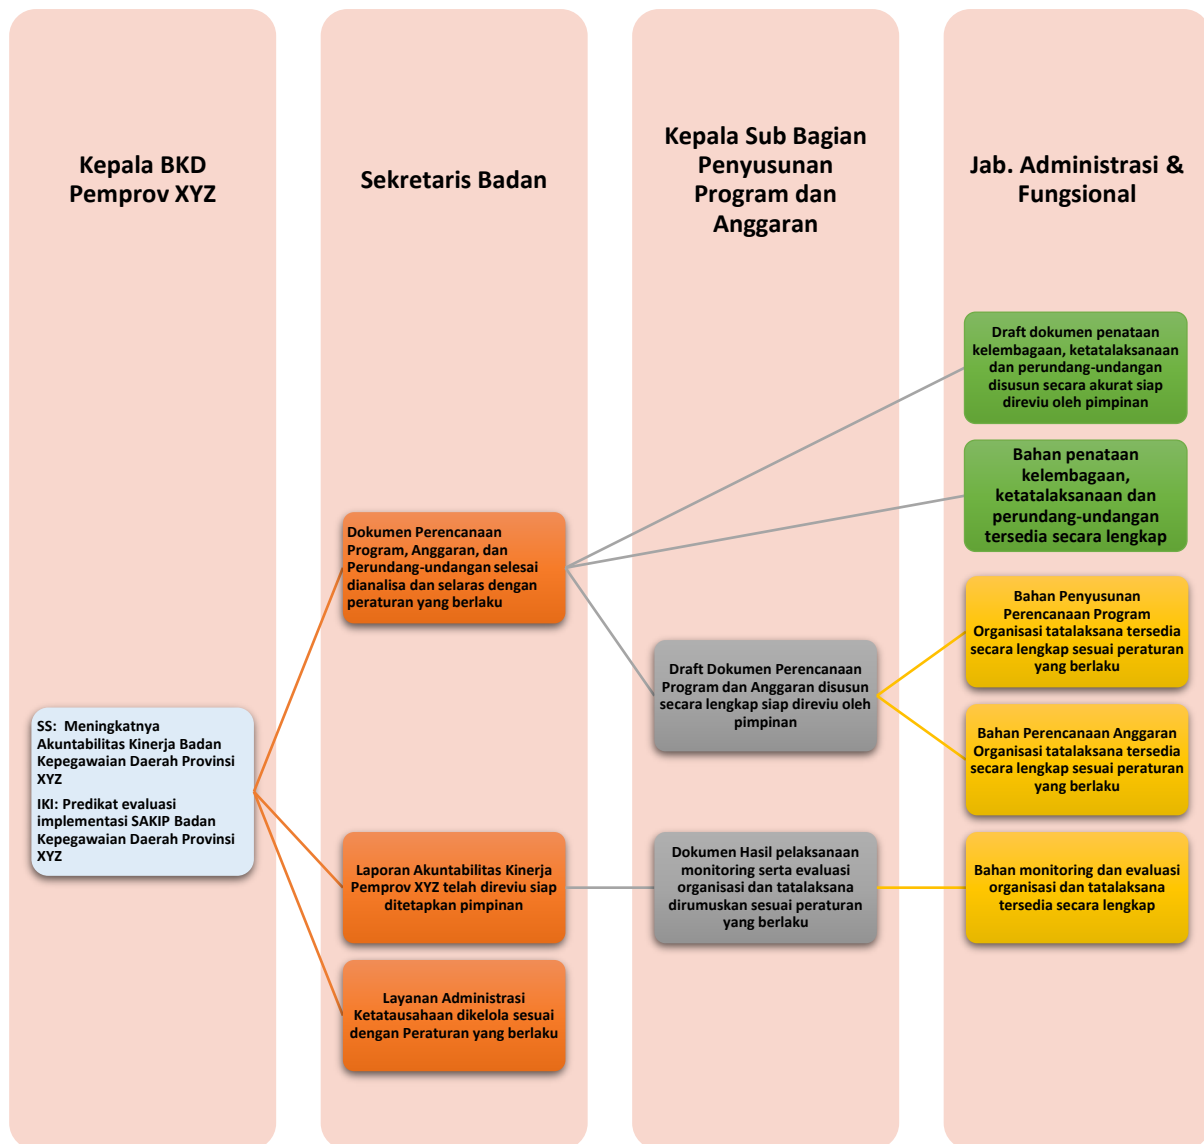 Kepala BKD
Pemprov XYZ
Sekretaris Badan
Kepala Sub Bagian
Penyusunan
Program dan
Anggaran
Jab. Administrasi &
Fungsional
SS:  Meningkatnya
Akuntabilitas Kinerja Badan
Kepegawaian Daerah Provinsi
XYZ
IKI: Predikat evaluasi
implementasi SAKIP Badan
Kepegawaian Daerah Provinsi
XYZ
Dokumen Perencanaan
Program, Anggaran, dan
Perundang-undangan selesai
dianalisa dan selaras dengan
peraturan yang berlaku
Laporan Akuntabilitas Kinerja
Pemprov XYZ telah direviu siap
ditetapkan pimpinan
Layanan Administrasi
Ketatausahaan dikelola sesuai
dengan Peraturan yang berlaku
Draft Dokumen Perencanaan
Program dan Anggaran disusun
secara lengkap siap direviu oleh
pimpinan
Dokumen Hasil pelaksanaan
monitoring serta evaluasi
organisasi dan tatalaksana
dirumuskan sesuai peraturan
yang berlaku
Draft dokumen penataan
kelembagaan, ketatalaksanaan
dan perundang-undangan
disusun secara akurat siap
direviu oleh pimpinan
Bahan penataan
kelembagaan,
ketatalaksanaan dan
perundang-undangan
tersedia secara lengkap
Bahan Penyusunan
Perencanaan Program
Organisasi tatalaksana tersedia
secara lengkap sesuai peraturan
yang berlaku
Bahan Perencanaan Anggaran
Organisasi tatalaksana tersedia
secara lengkap sesuai peraturan
yang berlaku
Bahan monitoring dan evaluasi
organisasi dan tatalaksana
tersedia secara lengkap